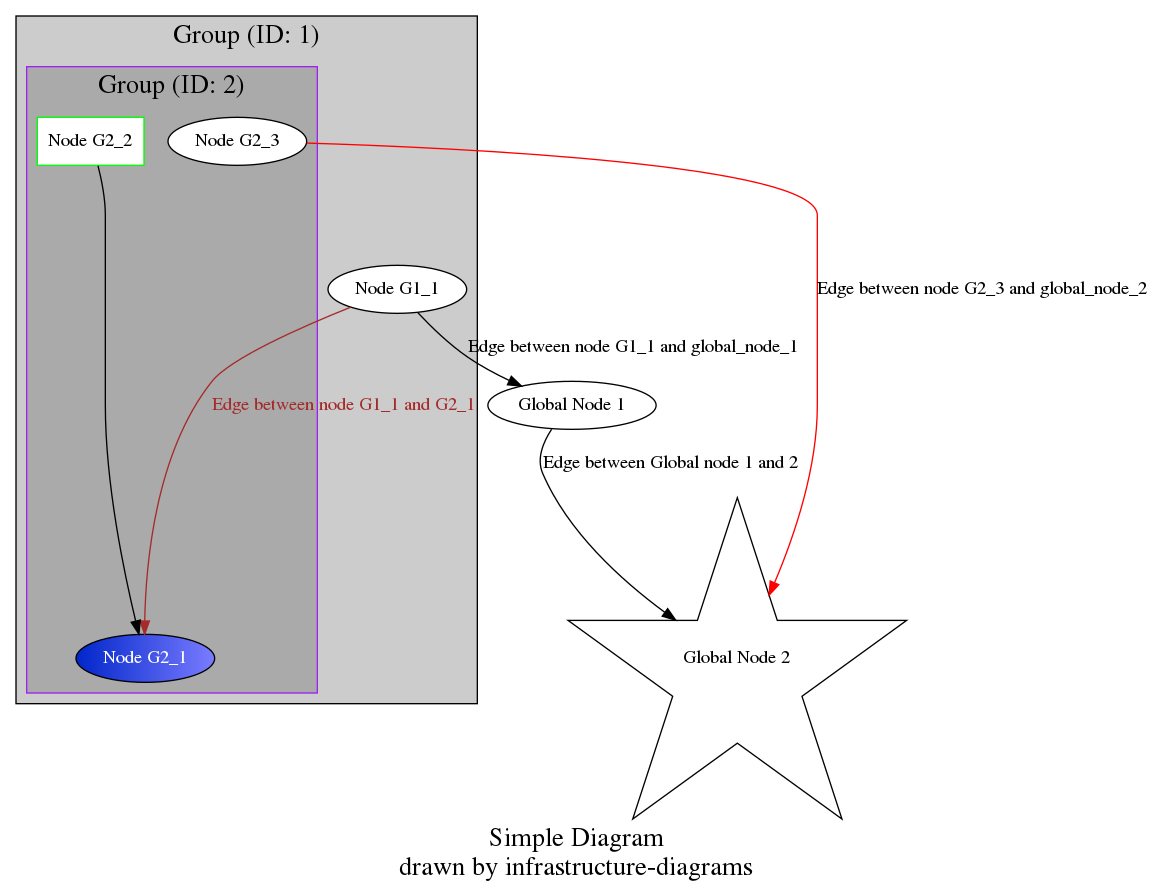 Group (ID: 1)
Group (ID: 2)
Node G2_2
Node G2_3
Node G1_1
Edge between node G2_3 and global_node_2
Edge between node G1_1 and global_node_1
Edge between node G1_1 and G2_1
Global Node 1
Edge between Global node 1 and 2
Node G2_1
Global Node 2
Simple Diagram
drawn by infrastructure-diagrams